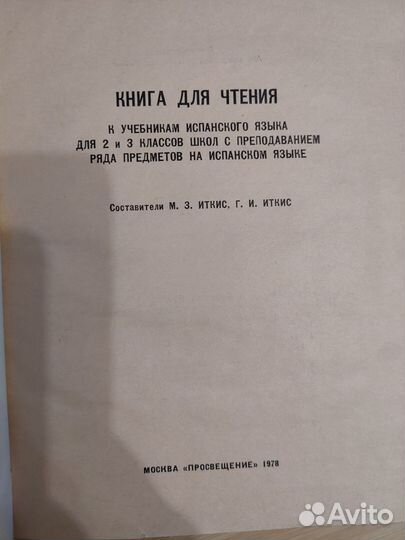 КНИГА ДЛЯ ЧТЕНИЯ
К УЧЕБНИКАМ ИСПАНСКОГО ЯЗЫКА
ДЛЯ 2 и 3 КЛАССОВ ШКОЛ С ПРЕПОДАВАНИЕМ
РЯДА ПРЕДМЕТОВ НА ИСПАНСКОМ ЯЗЫКЕ
Составители М. З. ИТКИС, Г. И. ИТКИС
МОСКВА «ПРОСВЕЩЕНИЕ» 1978
Avito